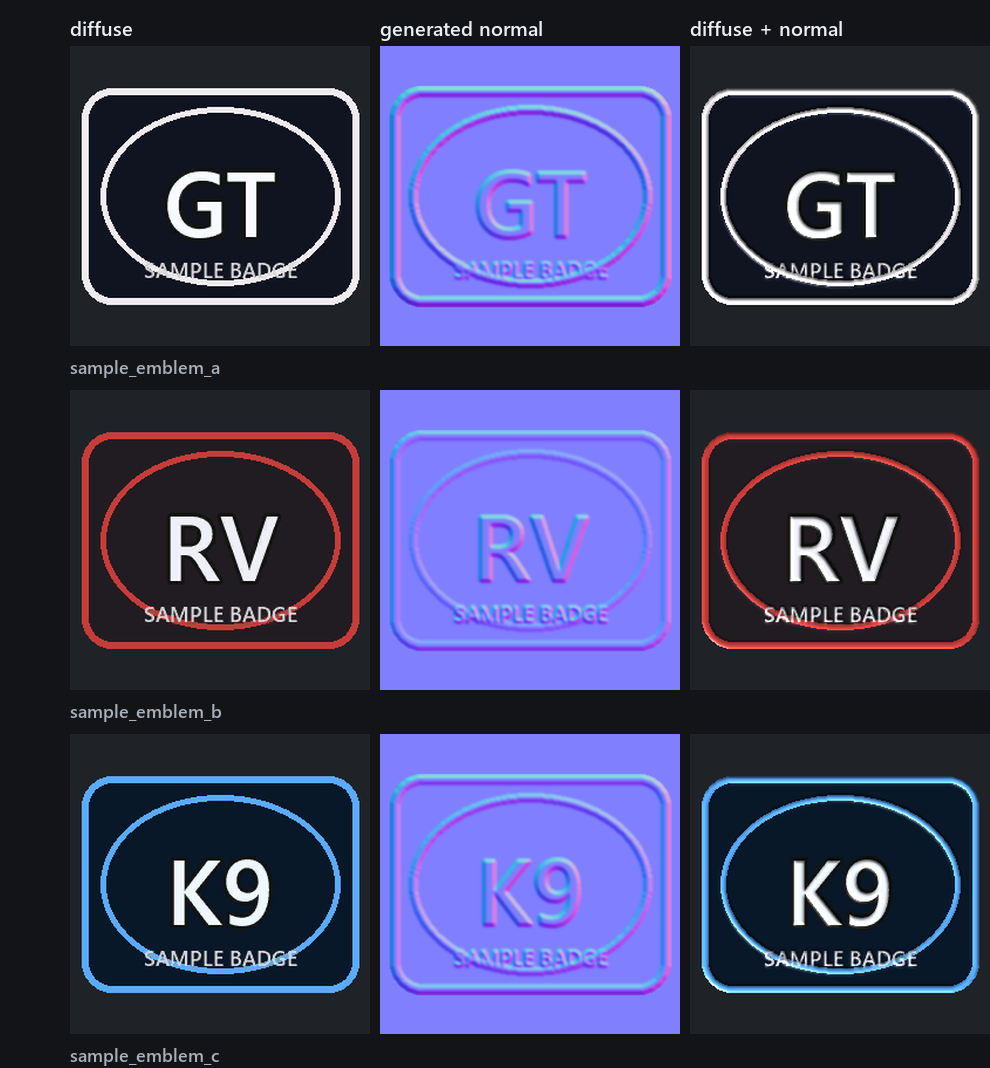 diffuse generated normal diffuse + normal
GT GT GT
SAMPLE BADGE SAMPLE BADGE SAMPLE BADGE
sample_emblem_a
RV RV RV
SAMPLE BADGE SAMPLE BADGE SAMPLE BADGE
sample_emblem_b
K9 K9 K9
SAMPLE BADGE SAMPLE BADGE SAMPLE BADGE
sample_emblem_c